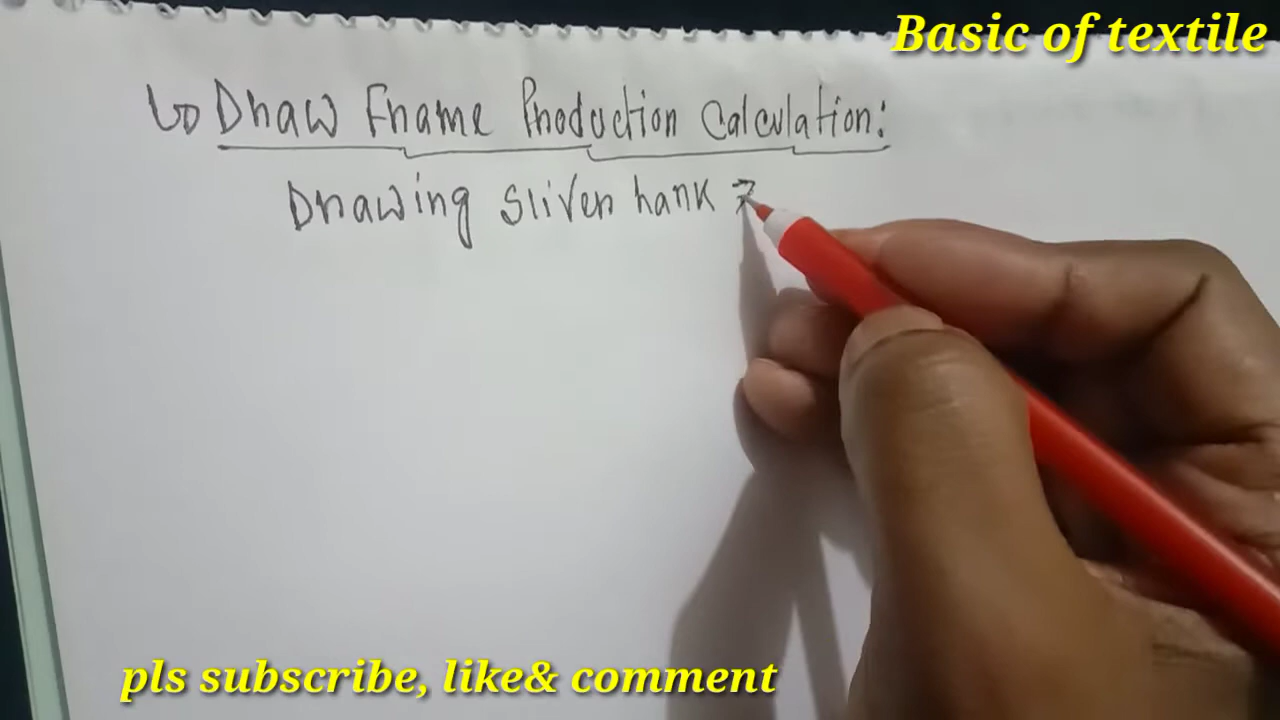 Basic of textile
↳ Draw Frame Production Calculation:
Drawing Sliver hank →
pls subscribe, like& comment